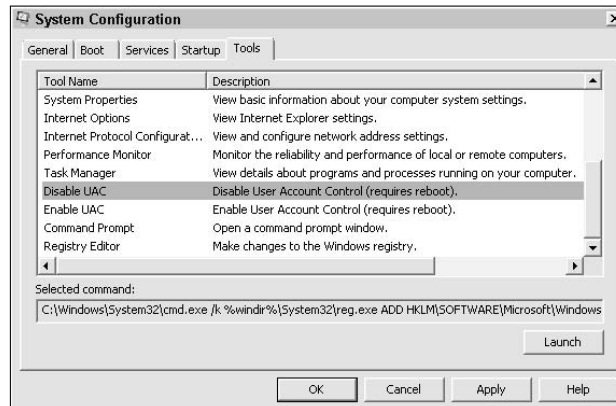 System Configuration
General Boot Services Startup Tools
Tool Name Description
System Properties View basic information about your computer system settings.
Internet Options View Internet Explorer settings.
Internet Protocol Configurat... View and configure network address settings.
Performance Monitor Monitor the reliability and performance of local or remote computers.
Task Manager View details about programs and processes running on your computer.
Disable UAC Disable User Account Control (requires reboot).
Enable UAC Enable User Account Control (requires reboot).
Command Prompt Open a command prompt window.
Registry Editor Make changes to the Windows registry.
Selected command:
C:\Windows\System32\cmd.exe /k %windir%\System32\reg.exe ADD HKLM\SOFTWARE\Microsoft\Windows
Launch
OK Cancel Apply Help